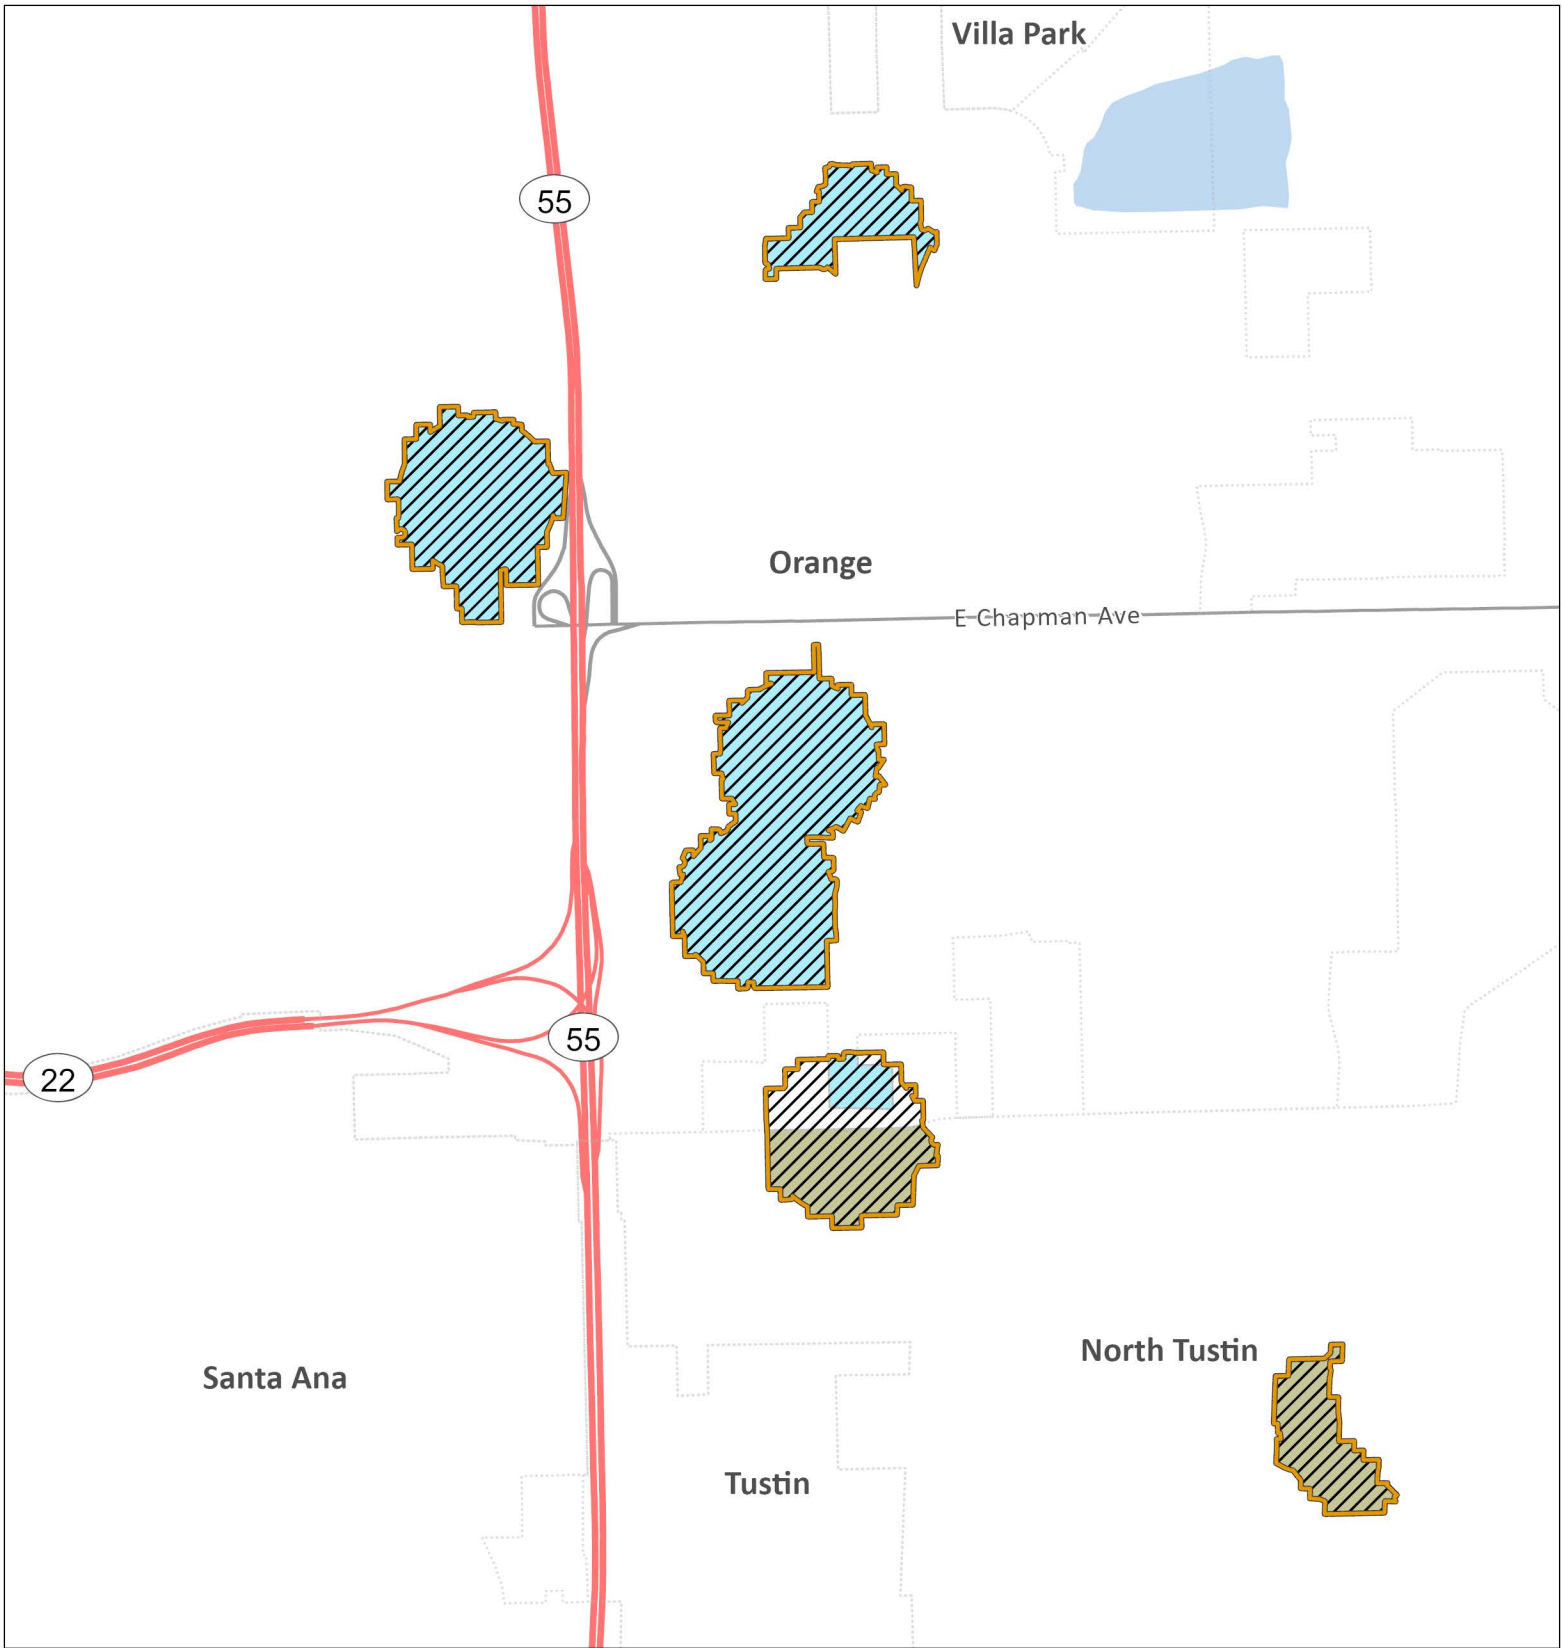 Villa Park
55
Orange
E Chapman Ave
55
22
North Tustin
Santa Ana
Tustin